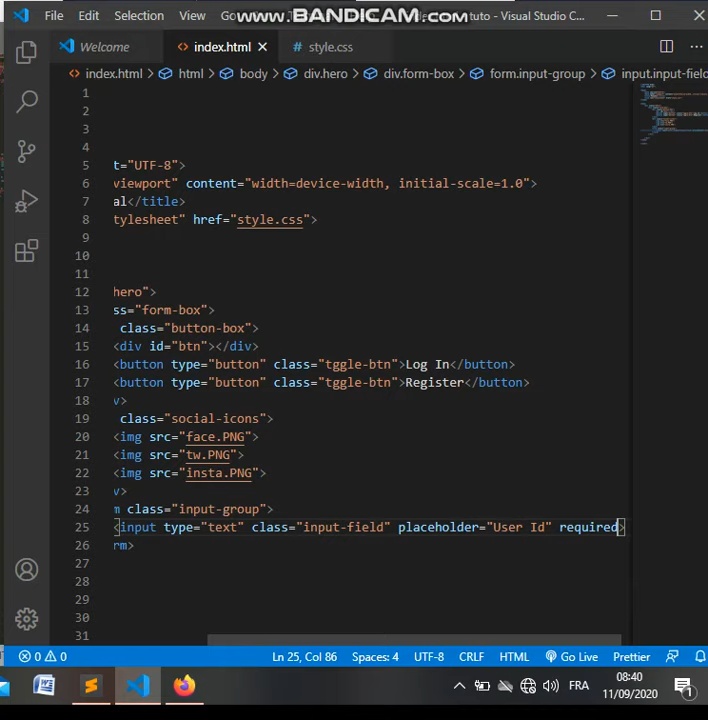 File Edit Selection View Go www.BANDICAM.com tuto - Visual Studio C...
Welcome index.html style.css
index.html html body div.hero div.form-box form.input-group input.input-field
1
2
3
4
5 t="UTF-8">
6 viewport" content="width=device-width, initial-scale=1.0">
7 al</title>
8 tylesheet" href="style.css">
9
10
11
12 hero">
13 ss="form-box">
14 class="button-box">
15 <div id="btn"></div>
16 <button type="button" class="tggle-btn">Log In</button>
17 <button type="button" class="tggle-btn">Register</button>
18 v>
19 class="social-icons">
20 <img src="face.PNG">
21 <img src="tw.PNG">
22 <img src="insta.PNG">
23 v>
24 m class="input-group">
25 <input type="text" class="input-field" placeholder="User Id" required>
26 rm>
27
28
29
30
31
0 0 Ln 25, Col 86 Spaces: 4 UTF-8 CRLF HTML Go Live Prettier
FRA 08:40
11/09/2020 1